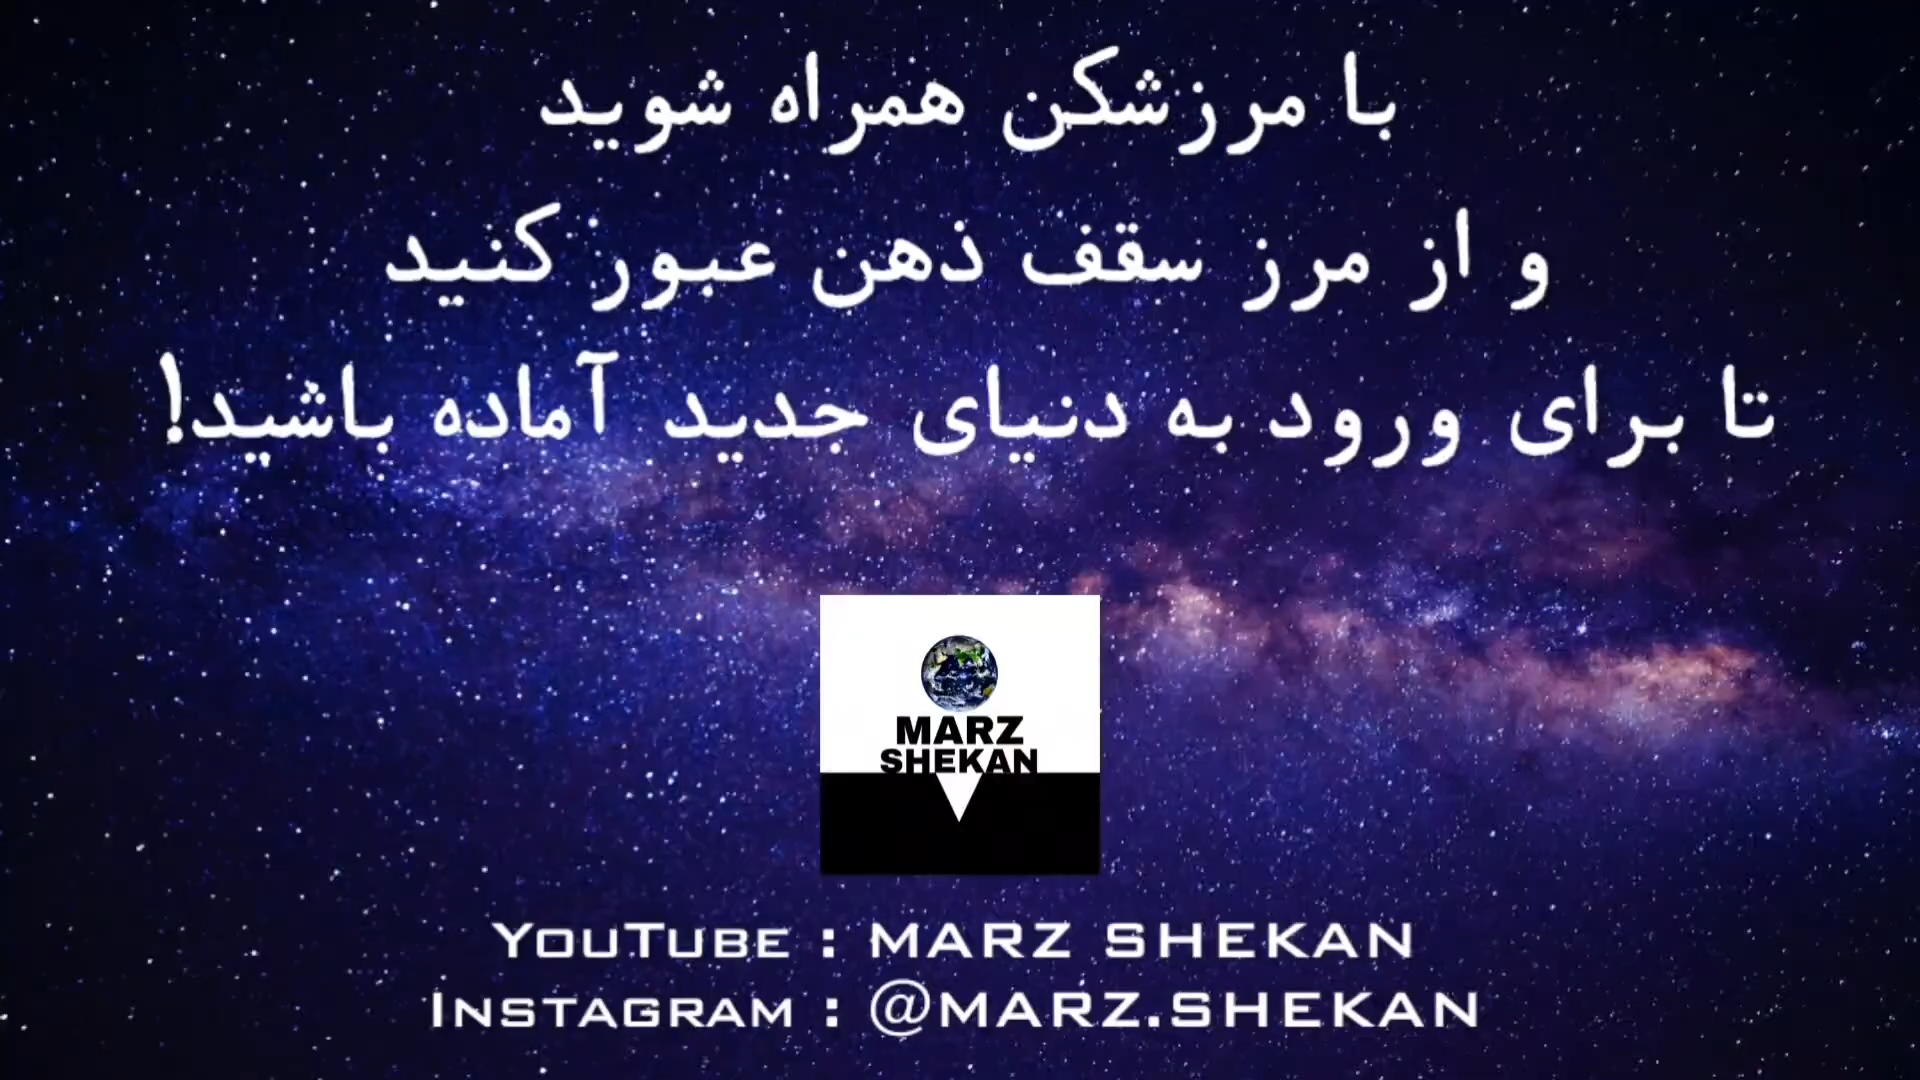 با مرزشکن همراه شوید
و از مرز سقف ذهن عبور کنید
تا برای ورود به دنیای جدید آماده باشید!
MARZ
SHEKAN
YOUTUBE : MARZ SHEKAN
INSTAGRAM : @MARZ.SHEKAN